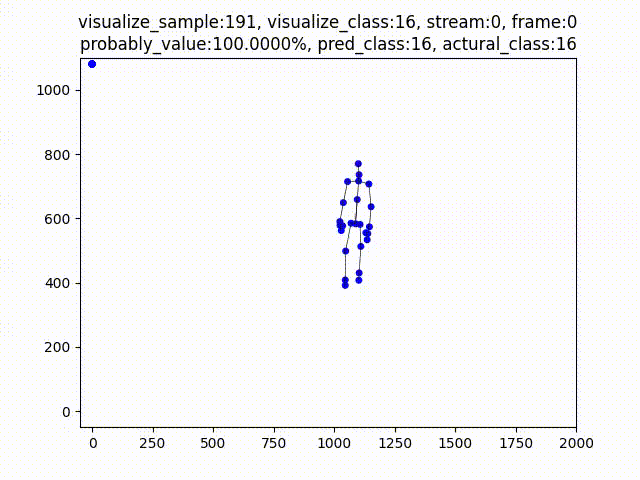 visualize_sample:191, visualize_class:16, stream:0, frame:0
probably_value:100.0000%, pred_class:16, actural_class:16
1000
800
600
400
200
0
0 250 500 750 1000 1250 1500 1750 2000